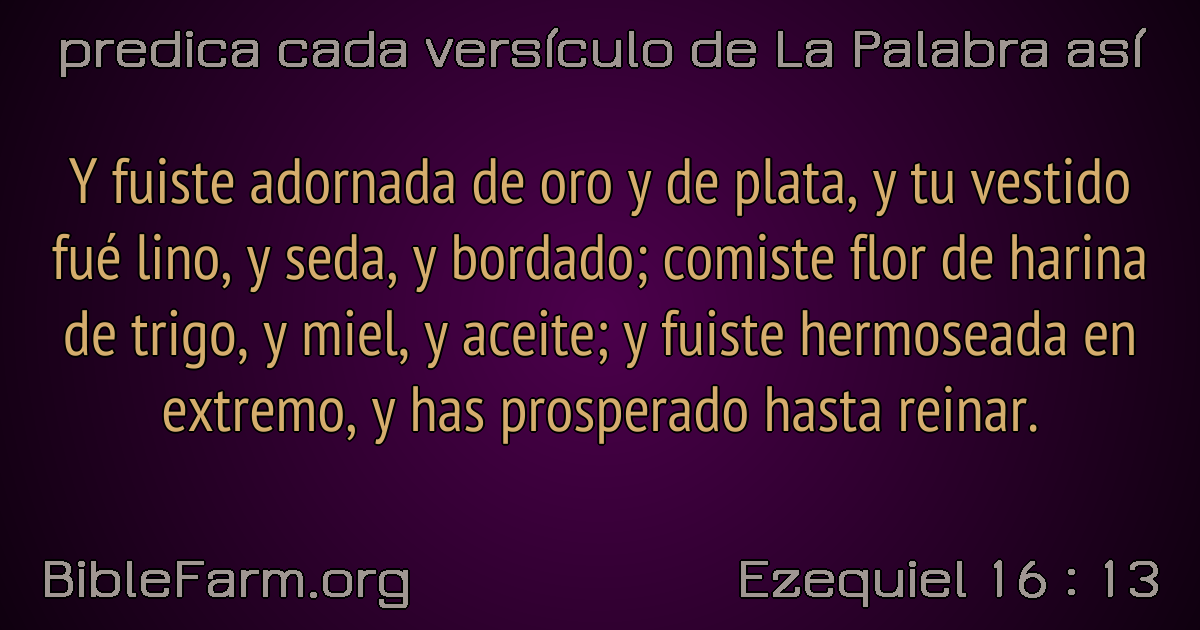 predica cada versículo de La Palabra así
Y fuiste adornada de oro y de plata, y tu vestido
fué lino, y seda, y bordado; comiste flor de harina
de trigo, y miel, y aceite; y fuiste hermoseada en
extremo, y has prosperado hasta reinar.
BibleFarm.org
Ezequiel 16 : 13